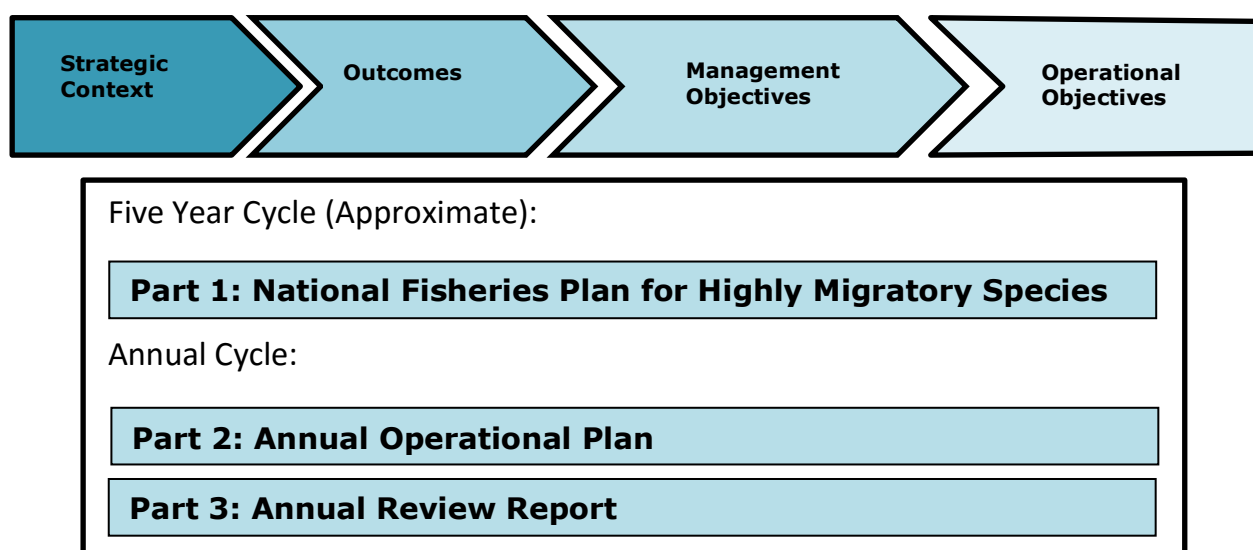 Strategic
Context
Outcomes
Management
Objectives
Operational
Objectives
Five Year Cycle (Approximate):
Part 1: National Fisheries Plan for Highly Migratory Species
Annual Cycle:
Part 2: Annual Operational Plan
Part 3: Annual Review Report